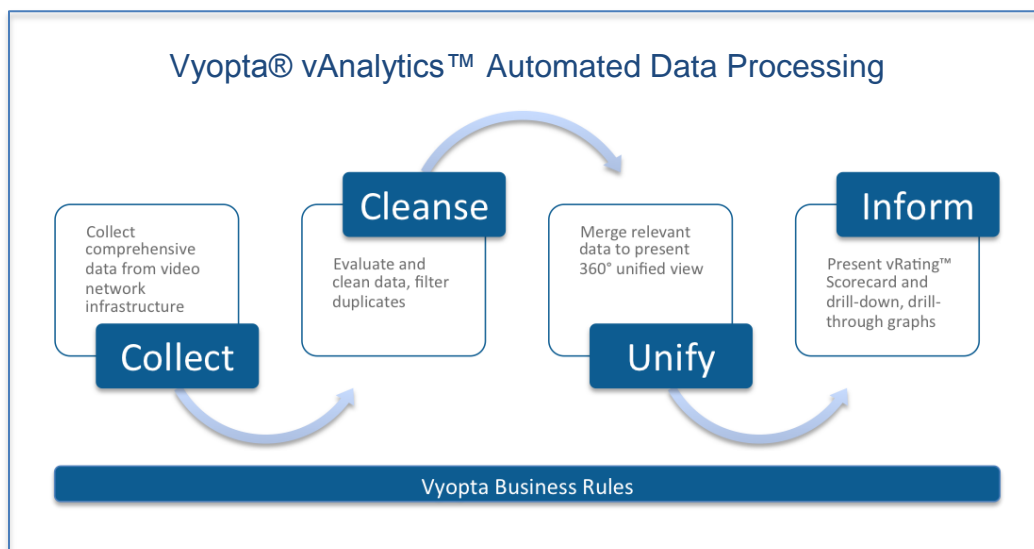 Vyopta® vAnalytics™ Automated Data Processing
Collect
comprehensive
data from video
network
infrastructure
Collect
Cleanse
Evaluate and
clean data, filter
duplicates
Merge relevant
data to present
360° unified view
Unify
Inform
Present vRating™
Scorecard and
drill-down, drill-
through graphs
Vyopta Business Rules